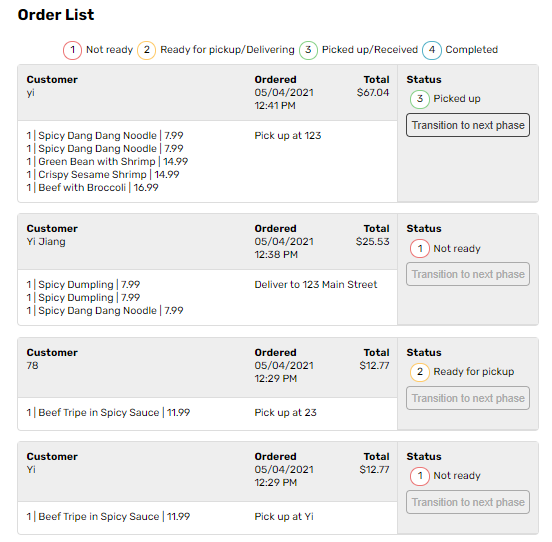 Order List
1 Not ready 2 Ready for pickup/Delivering 3 Picked up/Received 4 Completed
Customer Ordered Total Status
yi 05/04/2021 $67.04 3 Picked up
12:41 PM
Transition to next phase
1 | Spicy Dang Dang Noodle | 7.99 Pick up at 123
1 | Spicy Dang Dang Noodle | 7.99
1 | Green Bean with Shrimp | 14.99
1 | Crispy Sesame Shrimp | 14.99
1 | Beef with Broccoli | 16.99
Customer Ordered Total Status
Yi Jiang 05/04/2021 $25.53 1 Not ready
12:38 PM
Transition to next phase
1 | Spicy Dumpling | 7.99 Deliver to 123 Main Street
1 | Spicy Dumpling | 7.99
1 | Spicy Dang Dang Noodle | 7.99
Customer Ordered Total Status
78 05/04/2021 $12.77 2 Ready for pickup
12:29 PM
Transition to next phase
1 | Beef Tripe in Spicy Sauce | 11.99 Pick up at 23
Customer Ordered Total Status
Yi 05/04/2021 $12.77 1 Not ready
12:29 PM
Transition to next phase
1 | Beef Tripe in Spicy Sauce | 11.99 Pick up at Yi